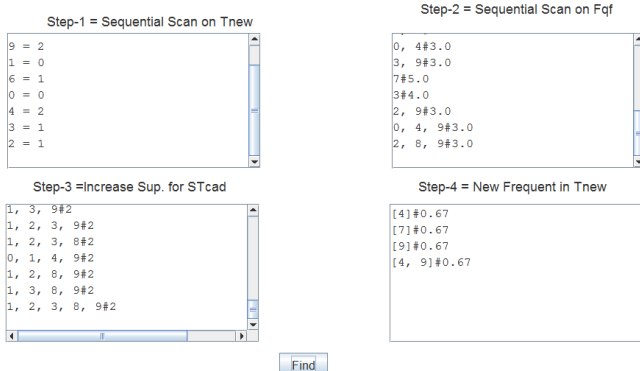 Step-1 = Sequential Scan on Tnew
9 = 2
1 = 0
6 = 1
0 = 0
4 = 2
3 = 1
2 = 1
Step-2 = Sequential Scan on Fqf
0, 4#3.0
3, 9#3.0
7#5.0
3#4.0
2, 9#3.0
0, 4, 9#3.0
2, 8, 9#3.0
Step-3 =Increase Sup. for STcad
1, 3, 9#2
1, 2, 3, 9#2
1, 2, 3, 8#2
0, 1, 4, 9#2
1, 2, 8, 9#2
1, 3, 8, 9#2
1, 2, 3, 8, 9#2
Step-4 = New Frequent in Tnew
[4]#0.67
[7]#0.67
[9]#0.67
[4, 9]#0.67
Find